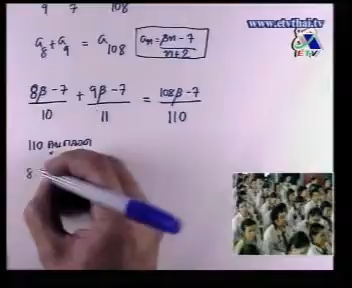 www.etvthai.tv
9 7 108
a₈ + a₉ = a₁₀₈ aₙ = βn - 7 / n + 2
ETV
8β - 7 / 10 + 9β - 7 / 11 = 108β - 7 / 110
110 คูณตลอด
8